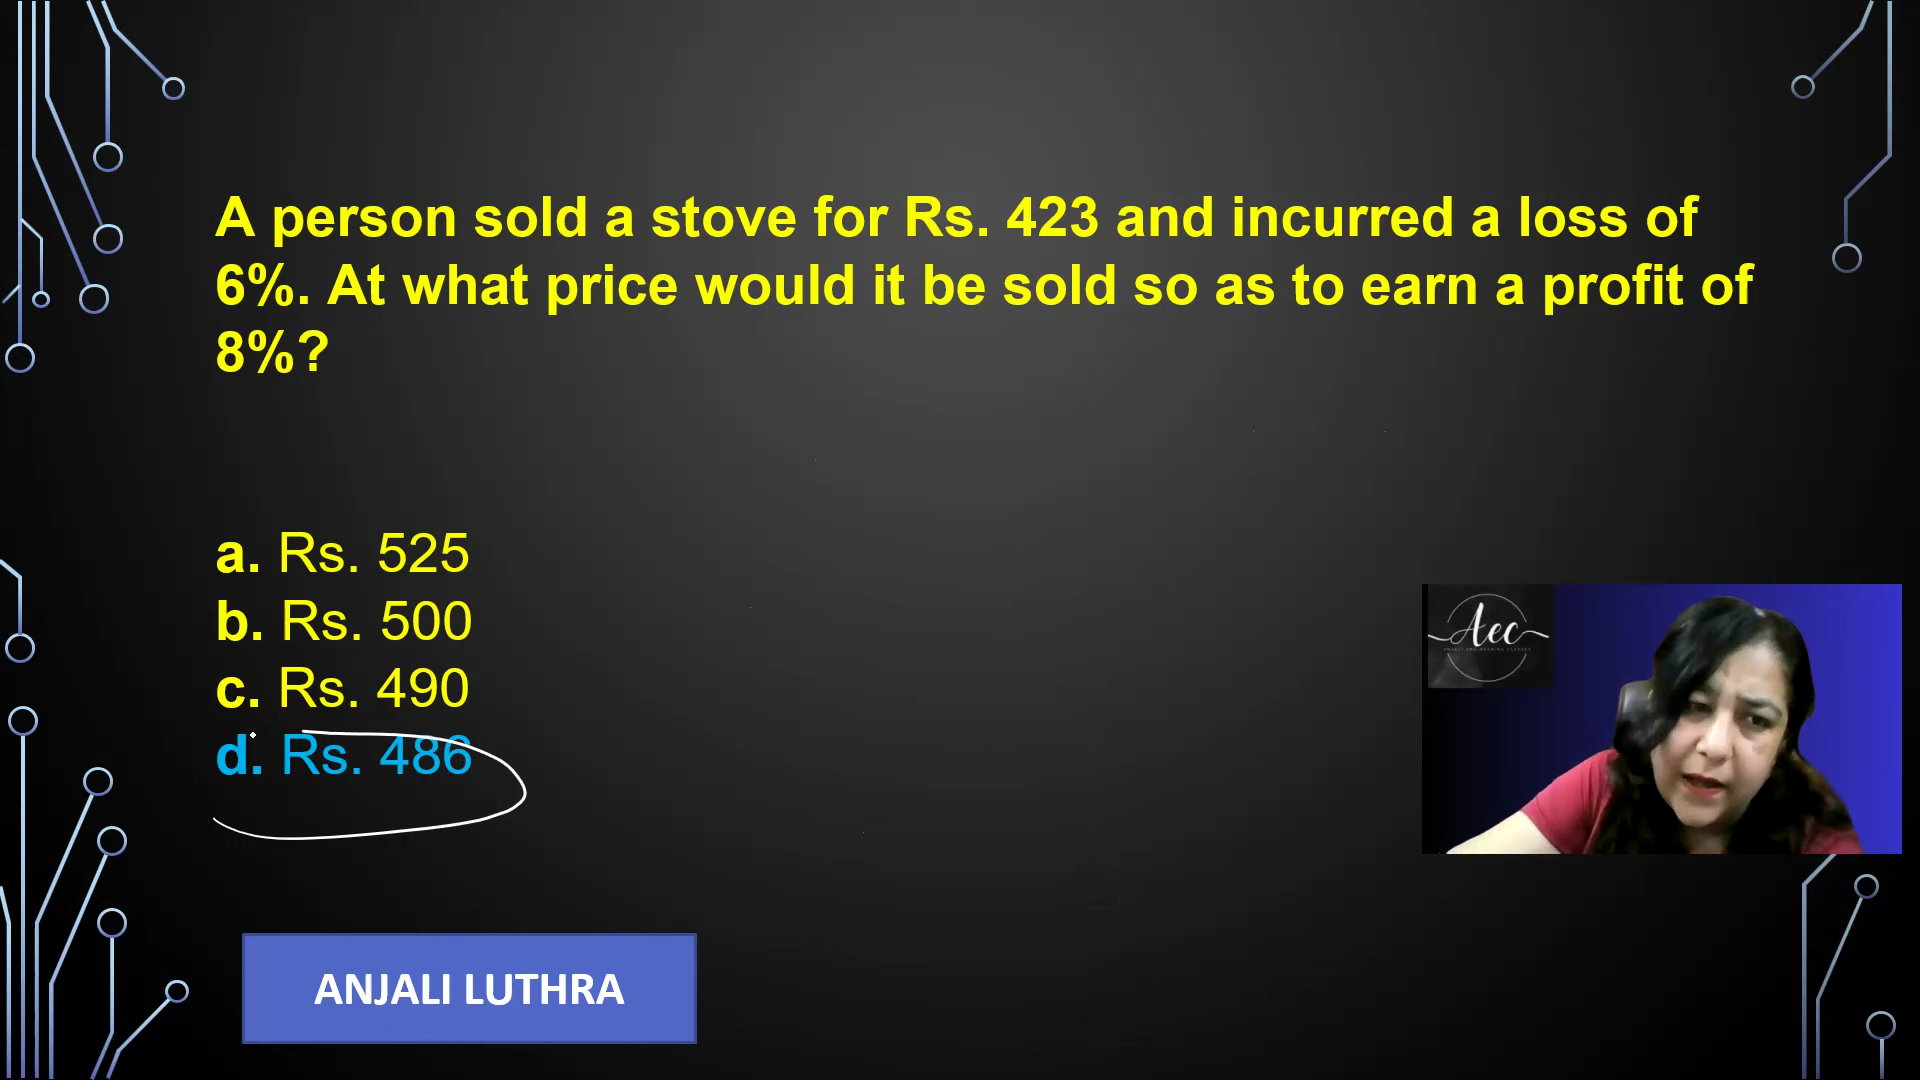 A person sold a stove for Rs. 423 and incurred a loss of
6%. At what price would it be sold so as to earn a profit of
8%?
a. Rs. 525
b. Rs. 500
c. Rs. 490
d. Rs. 486
Aec
ANJALI LUTHRA